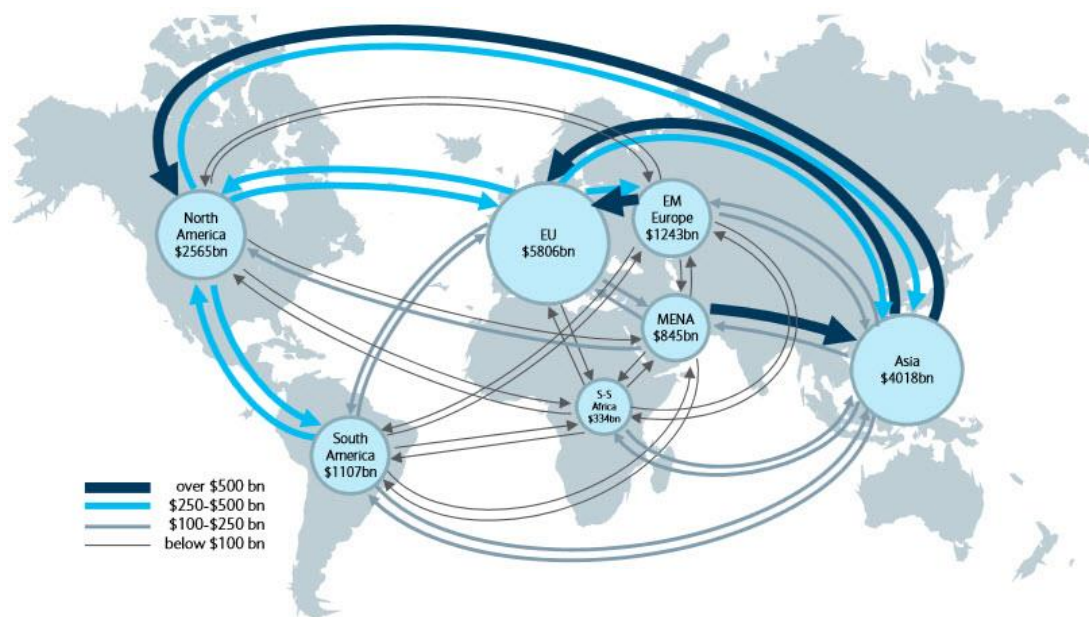 North
America
$2565bn
EU
$5806bn
EM
Europe
$1243bn
MENA
$845bn
Asia
$4018bn
S-S
Africa
$334bn
South
America
$1107bn
over $500 bn
$250-$500 bn
$100-$250 bn
below $100 bn